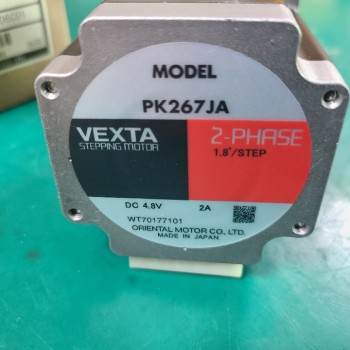 MODEL
PK267JA
VEXTA
STEPPING MOTOR
2-PHASE
1.8°/STEP
DC 4.8V 2A
WT70177101
ORIENTAL MOTOR CO., LTD.
MADE IN JAPAN